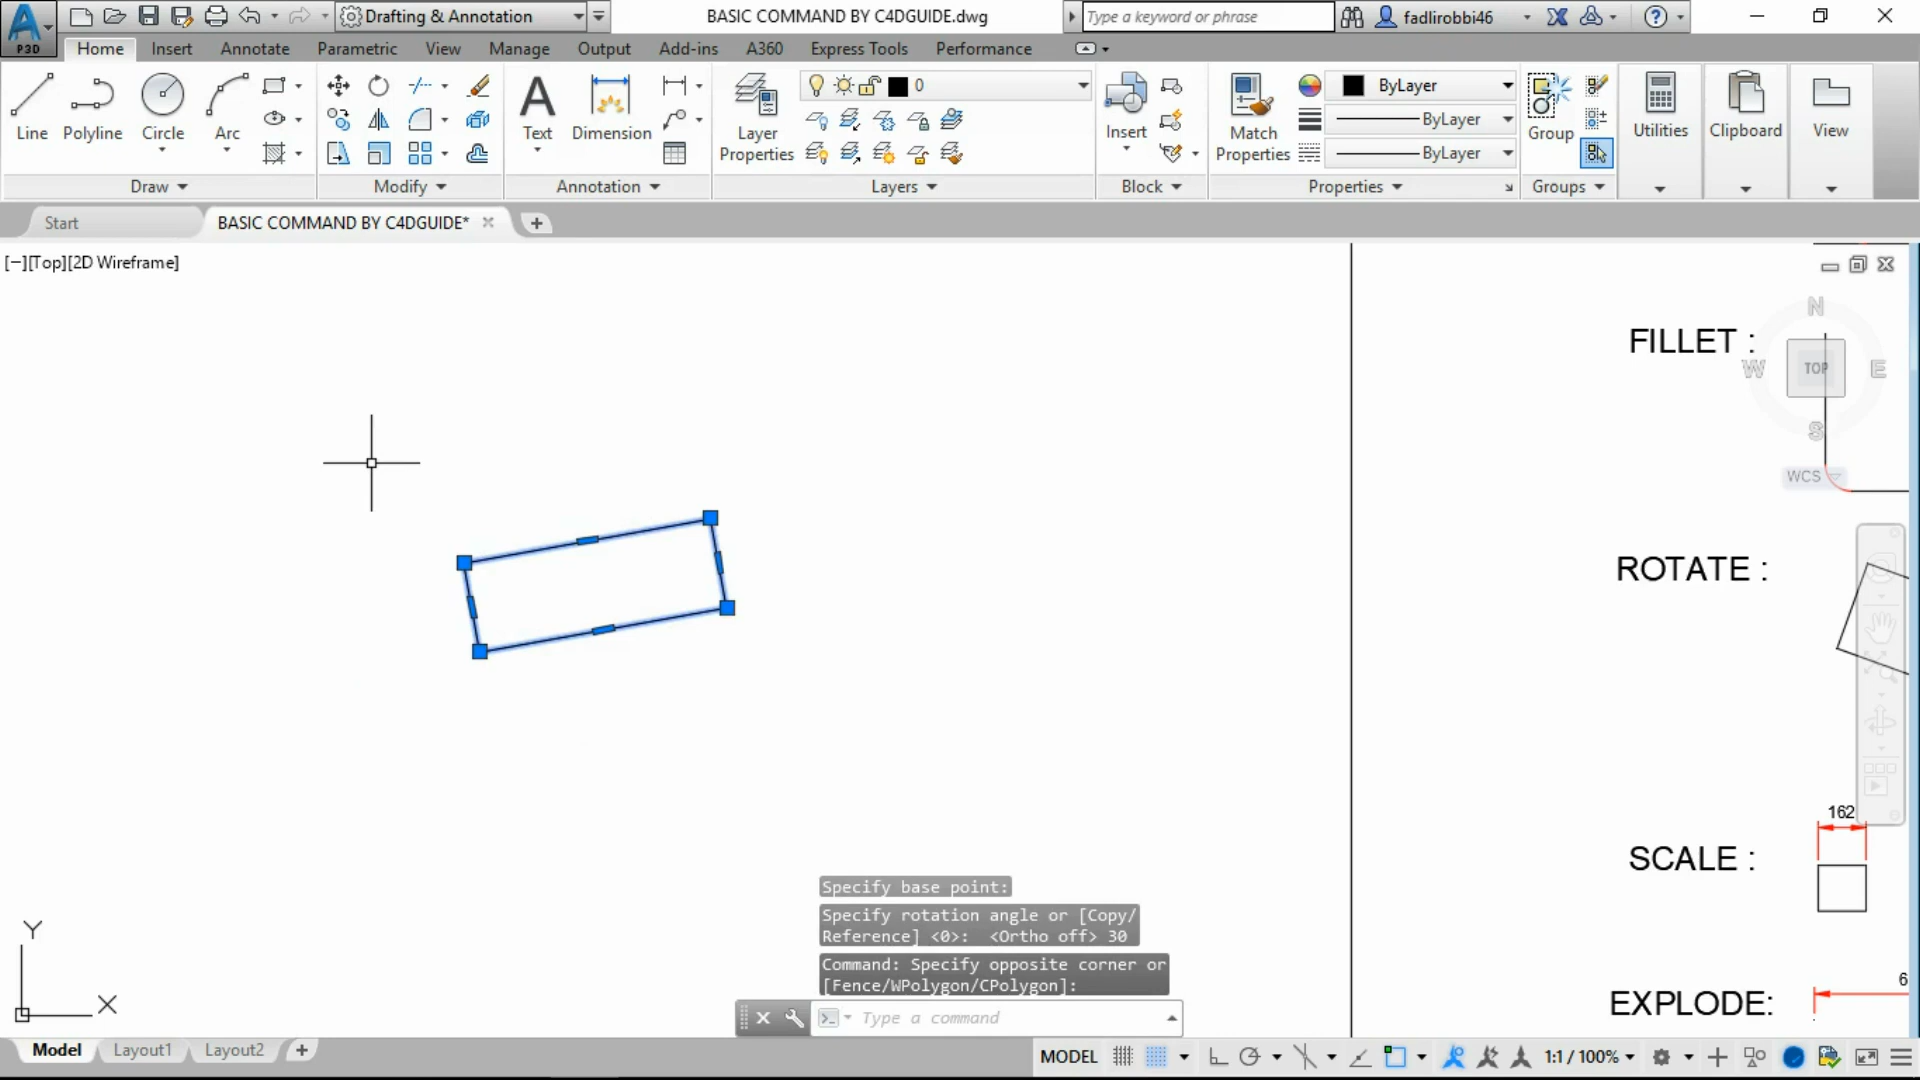 P3D
Drafting & Annotation
BASIC COMMAND BY C4DGUIDE.dwg
Type a keyword or phrase
fadlirobbi46
Home
Insert
Annotate
Parametric
View
Manage
Output
Add-ins
A360
Express Tools
Performance
Line
Polyline
Circle
Arc
Text
Dimension
Layer
Properties
0
Insert
Match
Properties
ByLayer
ByLayer
ByLayer
Group
Utilities
Clipboard
View
Draw
Modify
Annotation
Layers
Block
Properties
Groups
Start
BASIC COMMAND BY C4DGUIDE*
[−][Top][2D Wireframe]
N
W
TOP
E
S
WCS
FILLET :
ROTATE :
SCALE :
162
EXPLODE:
6
Specify base point:
Specify rotation angle or [Copy/
Reference] <0>:  <Ortho off> 30
Command: Specify opposite corner or
[Fence/WPolygon/CPolygon]:
Type a command
Y
X
Model
Layout1
Layout2
MODEL
1:1 / 100%